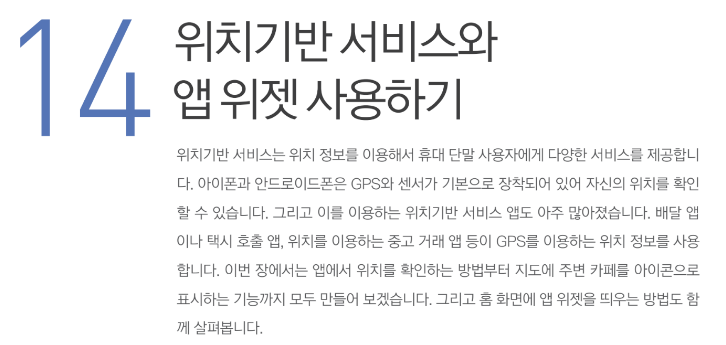 14
위치기반 서비스와
앱 위젯 사용하기
위치기반 서비스는 위치 정보를 이용해서 휴대 단말 사용자에게 다양한 서비스를 제공합니
다. 아이폰과 안드로이드폰은 GPS와 센서가 기본으로 장착되어 있어 자신의 위치를 확인
할 수 있습니다. 그리고 이를 이용하는 위치기반 서비스 앱도 아주 많아졌습니다. 배달 앱
이나 택시 호출 앱, 위치를 이용하는 중고 거래 앱 등이 GPS를 이용하는 위치 정보를 사용
합니다. 이번 장에서는 앱에서 위치를 확인하는 방법부터 지도에 주변 카페를 아이콘으로
표시하는 기능까지 모두 만들어 보겠습니다. 그리고 홈 화면에 앱 위젯을 띄우는 방법도 함
께 살펴봅니다.